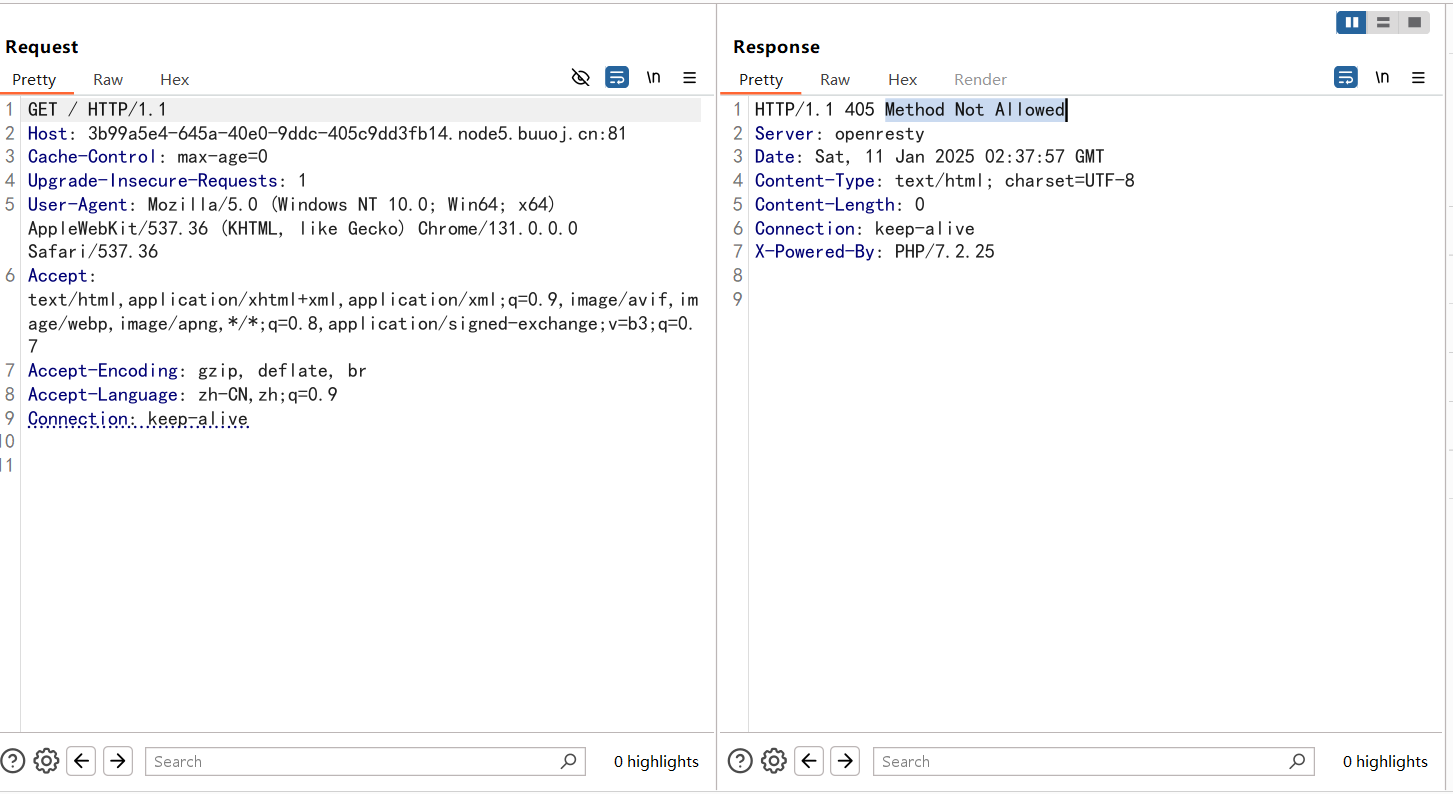 Request
Pretty Raw Hex \n
1 GET / HTTP/1.1
2 Host: 3b99a5e4-645a-40e0-9ddc-405c9dd3fb14.node5.buuoj.cn:81
3 Cache-Control: max-age=0
4 Upgrade-Insecure-Requests: 1
5 User-Agent: Mozilla/5.0 (Windows NT 10.0; Win64; x64)
AppleWebKit/537.36 (KHTML, like Gecko) Chrome/131.0.0.0
Safari/537.36
6 Accept:
text/html,application/xhtml+xml,application/xml;q=0.9,image/avif,im
age/webp,image/apng,*/*;q=0.8,application/signed-exchange;v=b3;q=0.
7
7 Accept-Encoding: gzip, deflate, br
8 Accept-Language: zh-CN,zh;q=0.9
9 Connection: keep-alive
10
11
? Search 0 highlights
Response
Pretty Raw Hex Render \n
1 HTTP/1.1 405 Method Not Allowed
2 Server: openresty
3 Date: Sat, 11 Jan 2025 02:37:57 GMT
4 Content-Type: text/html; charset=UTF-8
5 Content-Length: 0
6 Connection: keep-alive
7 X-Powered-By: PHP/7.2.25
8
9
? Search 0 highlights